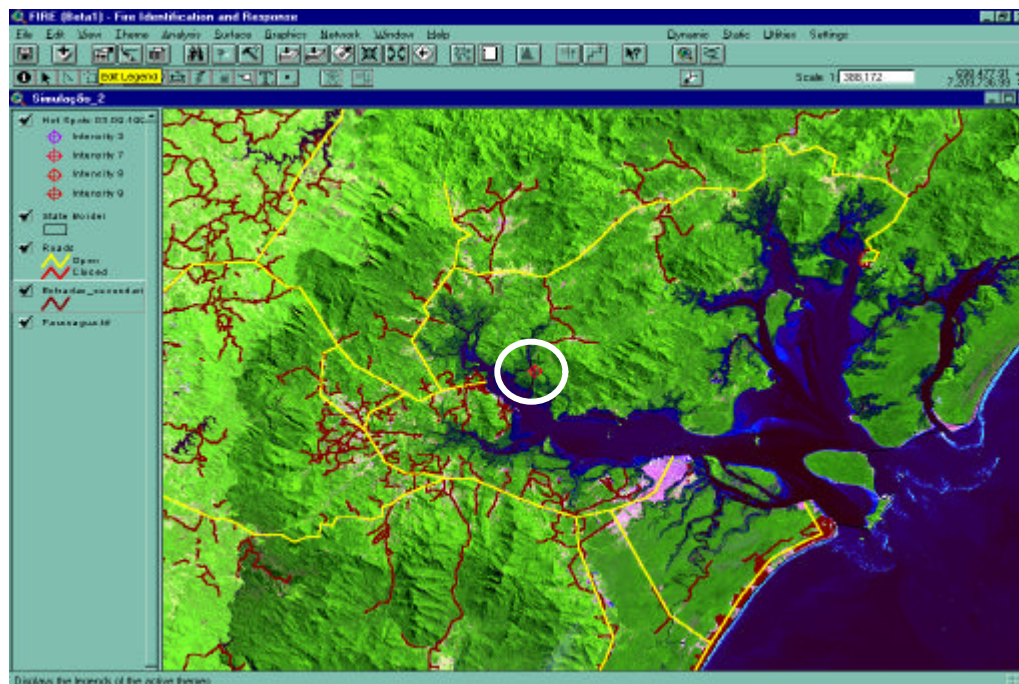 FIRE (Beta1) - Fire Identification and Response
File Edit View Theme Analysis Surface Graphics Network Window Help Dynamic Static Utilities Settings
Edit Legend
Scale 1: 388,172
Simulação_2
Hot Spots
Intensity 3
Intensity 7
Intensity 8
Intensity 9
State Border
Roads
Open
Closed
Displays the legends of the active themes